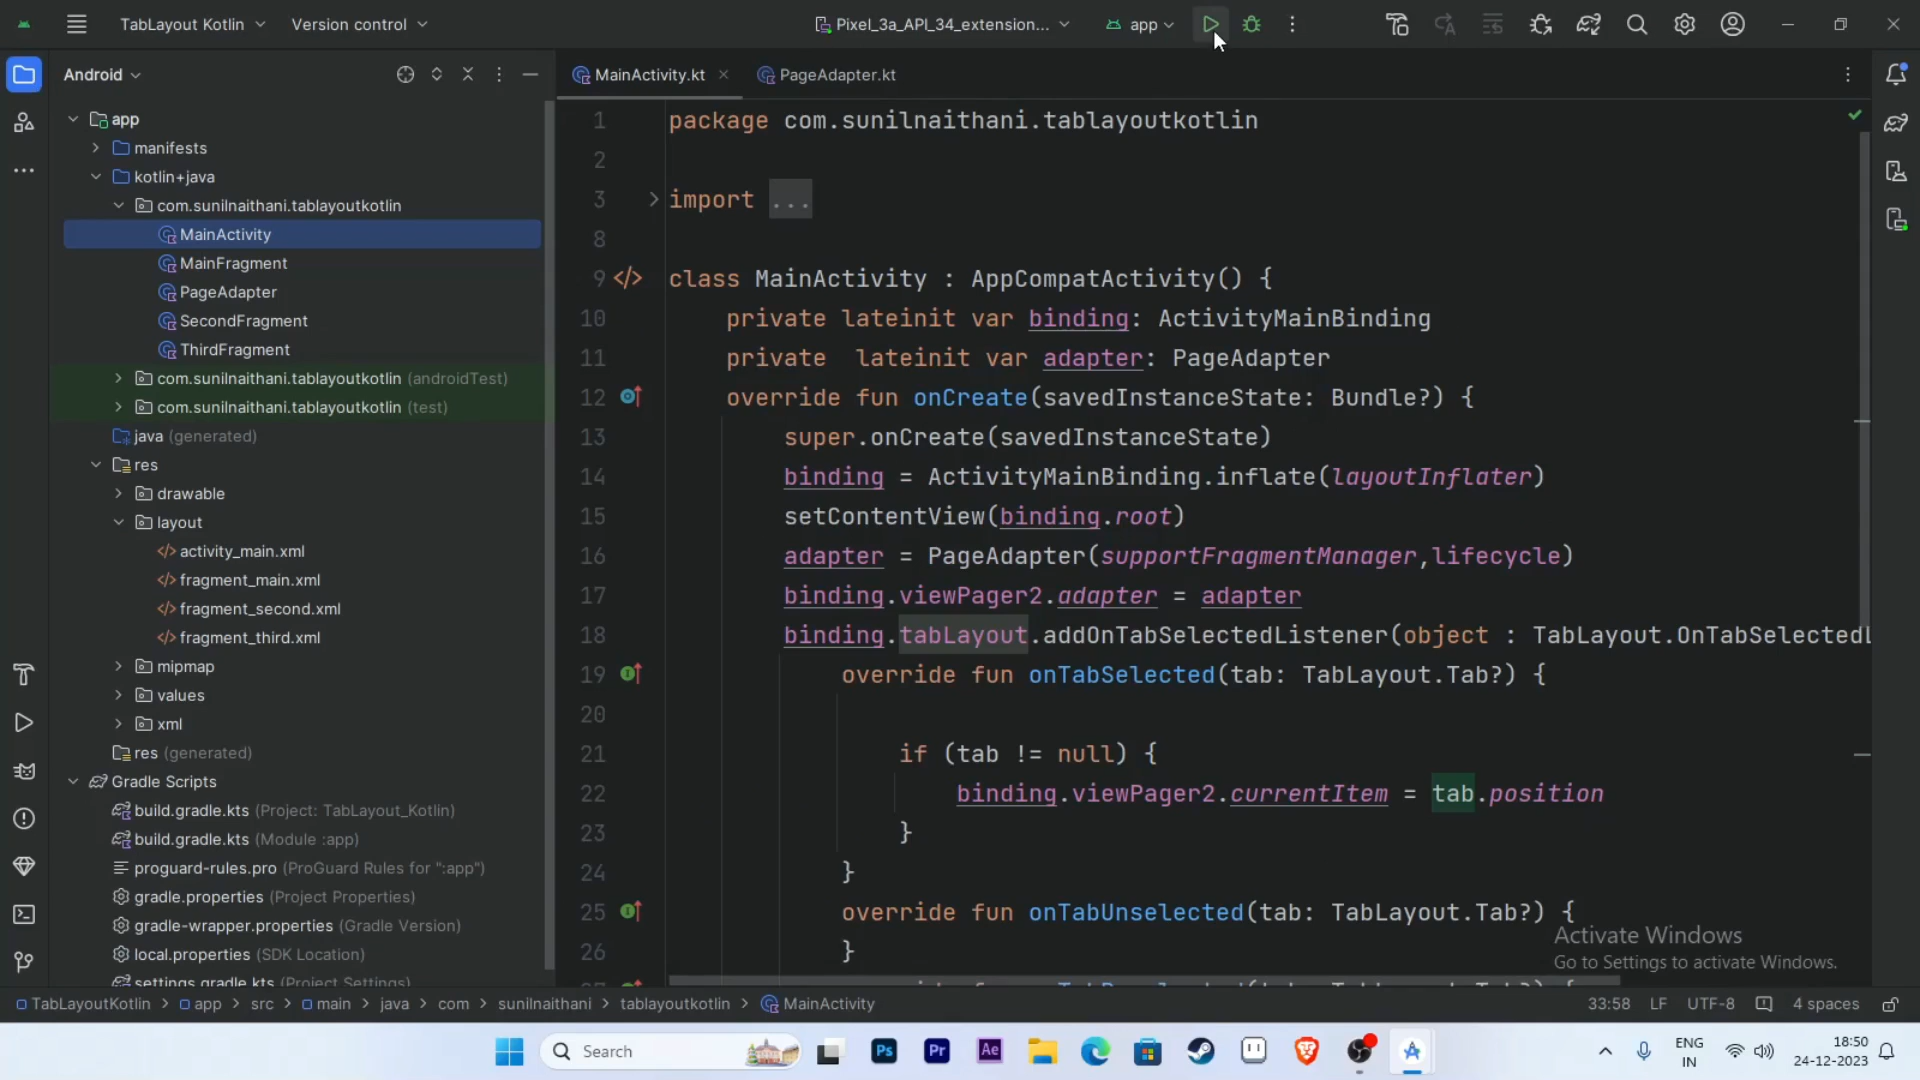 TabLayout Kotlin
Version control
Pixel_3a_API_34_extension...
app
Android
MainActivity.kt
PageAdapter.kt
app
manifests
kotlin+java
com.sunilnaithani.tablayoutkotlin
MainActivity
MainFragment
PageAdapter
SecondFragment
ThirdFragment
com.sunilnaithani.tablayoutkotlin (androidTest)
com.sunilnaithani.tablayoutkotlin (test)
java (generated)
res
drawable
layout
activity_main.xml
fragment_main.xml
fragment_second.xml
fragment_third.xml
mipmap
values
xml
res (generated)
Gradle Scripts
build.gradle.kts (Project: TabLayout_Kotlin)
build.gradle.kts (Module :app)
proguard-rules.pro (ProGuard Rules for ":app")
gradle.properties (Project Properties)
gradle-wrapper.properties (Gradle Version)
local.properties (SDK Location)
settings.gradle.kts (Project Settings)
1 package com.sunilnaithani.tablayoutkotlin
2
3 import ...
8
9 class MainActivity : AppCompatActivity() {
10 private lateinit var binding: ActivityMainBinding
11 private  lateinit var adapter: PageAdapter
12 override fun onCreate(savedInstanceState: Bundle?) {
13 super.onCreate(savedInstanceState)
14 binding = ActivityMainBinding.inflate(layoutInflater)
15 setContentView(binding.root)
16 adapter = PageAdapter(supportFragmentManager,lifecycle)
17 binding.viewPager2.adapter = adapter
18 binding.tabLayout.addOnTabSelectedListener(object : TabLayout.OnTabSelectedL
19 override fun onTabSelected(tab: TabLayout.Tab?) {
20
21 if (tab != null) {
22 binding.viewPager2.currentItem = tab.position
23 }
24 }
25 override fun onTabUnselected(tab: TabLayout.Tab?) {
26 }
Activate Windows
Go to Settings to activate Windows.
TabLayoutKotlin > app > src > main > java > com > sunilnaithani > tablayoutkotlin > MainActivity
33:58 LF UTF-8 4 spaces
Search
Ps
Pr
Ae
ENG
IN
18:50
24-12-2023